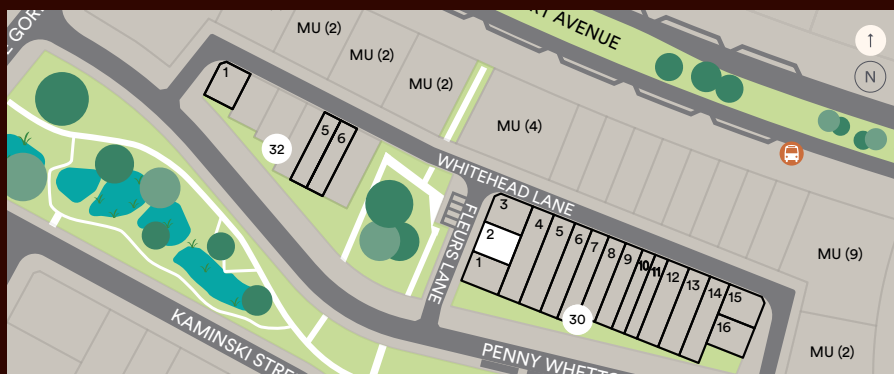 MU (2)
MU (2)
MU (2)
AVENUE
↑
N
1
5
6
32
MU (4)
WHITEHEAD LANE
FLEURS LANE
3
2
1
4
5
6
7
8
9
10
11
12
13
14
15
16
30
MU (9)
MU (2)
KAMINSKI STRE
PENNY WHETT